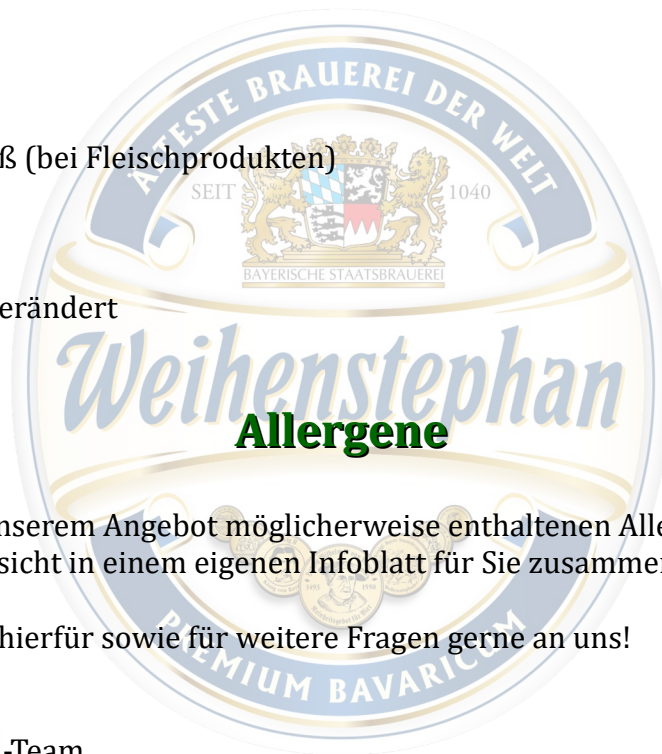 ÄLTESTE BRAUEREI DER WELT
ß (bei Fleischprodukten)
SEIT 1040
BAYERISCHE STAATSBRAUEREI
erändert
Weihenstephan
Allergene
nserem Angebot möglicherweise enthaltenen Alle
sicht in einem eigenen Infoblatt für Sie zusammen
hierfür sowie für weitere Fragen gerne an uns!
PREMIUM BAVARICUM
-Team